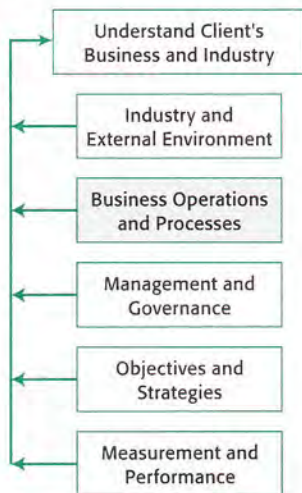 Understand Client's
Business and Industry
Industry and
External Environment
Business Operations
and Processes
Management and
Governance
Objectives and
Strategies
Measurement and
Performance